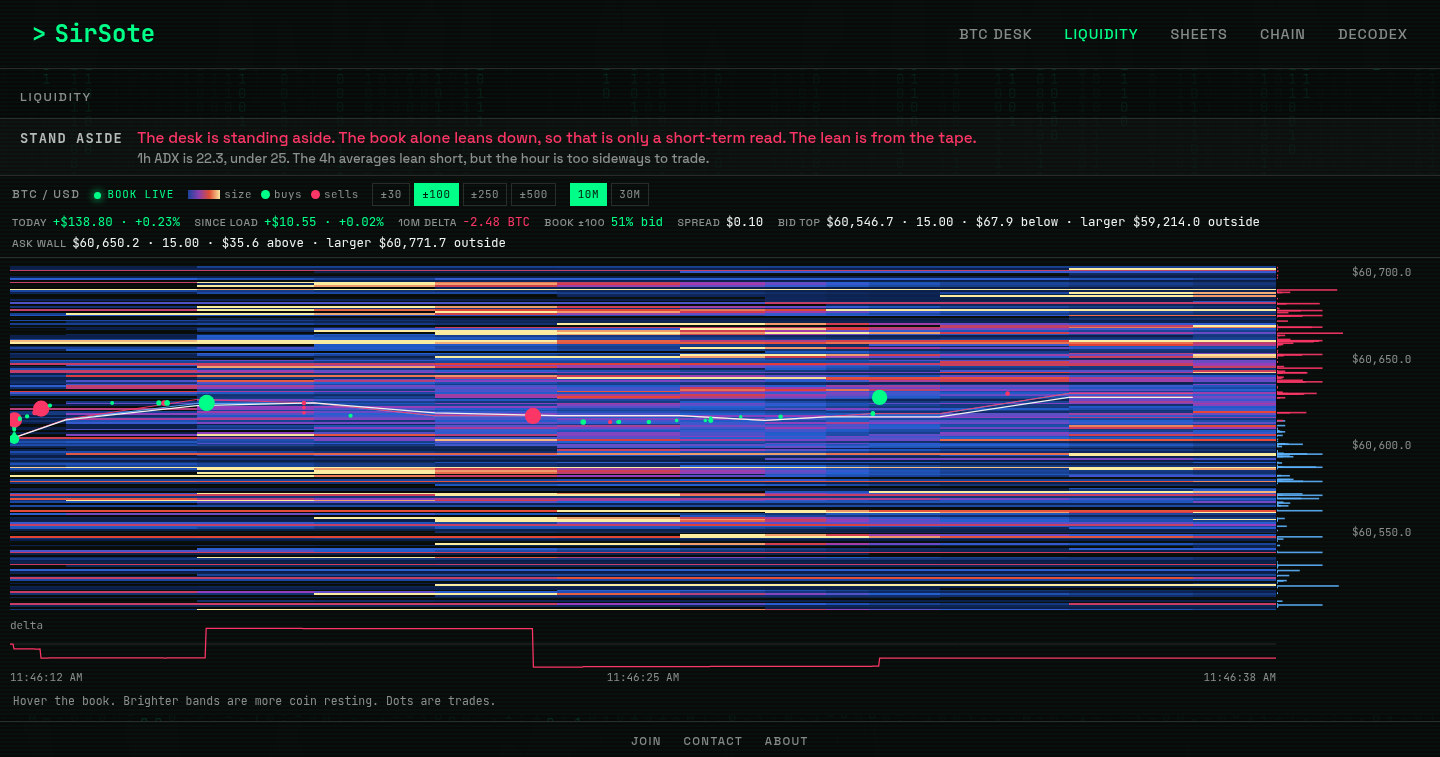 > SirSote
BTC DESK LIQUIDITY SHEETS CHAIN DECODEX
LIQUIDITY
STAND ASIDE The desk is standing aside. The book alone leans down, so that is only a short-term read. The lean is from the tape.
1h ADX is 22.3, under 25. The 4h averages lean short, but the hour is too sideways to trade.
BTC / USD BOOK LIVE size buys sells ±30 ±100 ±250 ±500 10M 30M
TODAY +$138.80 · +0.23% SINCE LOAD +$10.55 · +0.02% 10M DELTA -2.48 BTC BOOK ±100 51% bid SPREAD $0.10 BID TOP $60,546.7 · 15.00 · $67.9 below · larger $59,214.0 outside
ASK WALL $60,650.2 · 15.00 · $35.6 above · larger $60,771.7 outside
$60,700.0
$60,650.0
$60,600.0
$60,550.0
delta
11:46:12 AM 11:46:25 AM 11:46:38 AM
Hover the book. Brighter bands are more coin resting. Dots are trades.
JOIN CONTACT ABOUT